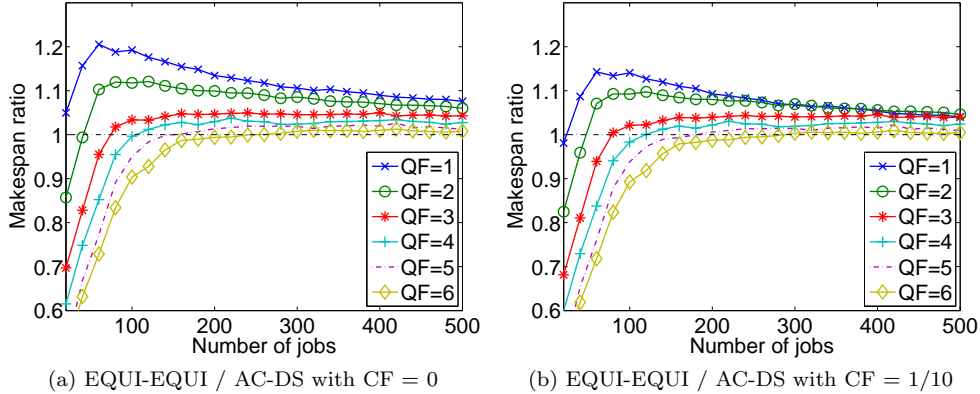 1.2
1.1
1
0.9
0.8
0.7
0.6
Makespan ratio
QF=1
QF=2
QF=3
QF=4
QF=5
QF=6
100 200 300 400 500
Number of jobs
(a) EQUI-EQUI / AC-DS with CF = 0
1.2
1.1
1
0.9
0.8
0.7
0.6
Makespan ratio
QF=1
QF=2
QF=3
QF=4
QF=5
QF=6
100 200 300 400 500
Number of jobs
(b) EQUI-EQUI / AC-DS with CF = 1/10